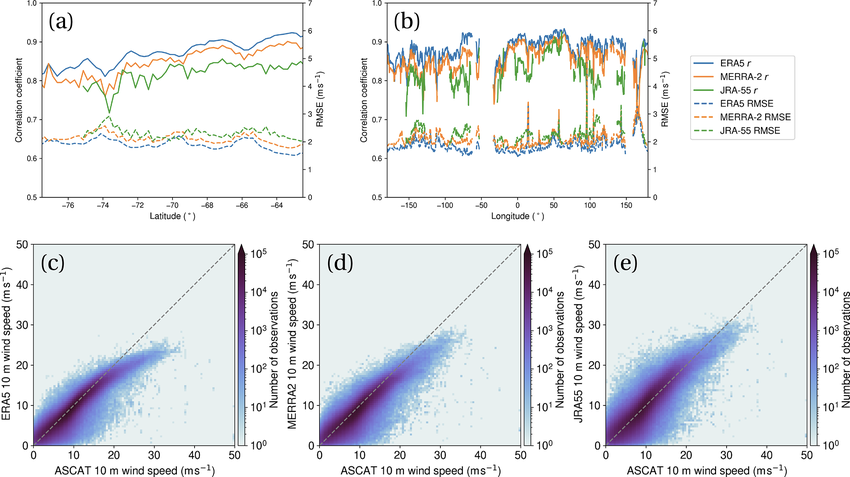 (a)
1.0
0.9
0.8
0.7
0.6
0.5
Correlation coefficient
7
6
5
4
3
2
1
0
RMSE (ms⁻¹)
−76 −74 −72 −70 −68 −66 −64
Latitude (°)
(b)
1.0
0.9
0.8
0.7
0.6
0.5
Correlation coefficient
7
6
5
4
3
2
1
0
RMSE (ms⁻¹)
−150 −100 −50 0 50 100 150
Longitude (°)
ERA5 r
MERRA-2 r
JRA-55 r
ERA5 RMSE
MERRA-2 RMSE
JRA-55 RMSE
(c)
50
40
30
20
10
0
ERA5 10 m wind speed (ms⁻¹)
0 10 20 30 40 50
ASCAT 10 m wind speed (ms⁻¹)
10⁵
10⁴
10³
10²
10¹
10⁰
Number of observations
(d)
50
40
30
20
10
0
MERRA2 10 m wind speed (ms⁻¹)
0 10 20 30 40 50
ASCAT 10 m wind speed (ms⁻¹)
10⁵
10⁴
10³
10²
10¹
10⁰
Number of observations
(e)
50
40
30
20
10
0
JRA55 10 m wind speed (ms⁻¹)
0 10 20 30 40 50
ASCAT 10 m wind speed (ms⁻¹)
10⁵
10⁴
10³
10²
10¹
10⁰
Number of observations